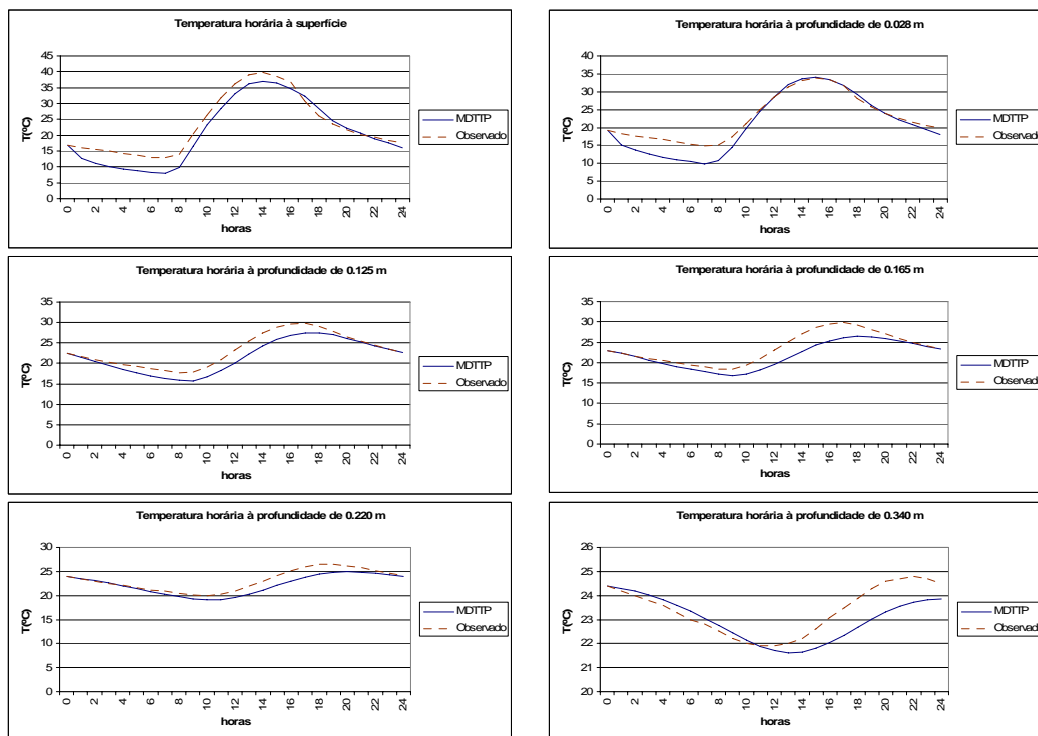 Temperatura horária à superfície
T(ºC)
45
40
35
30
25
20
15
10
5
0
0 2 4 6 8 10 12 14 16 18 20 22 24
horas
MDTTP
Observado
Temperatura horária à profundidade de 0.028 m
T(ºC)
40
35
30
25
20
15
10
5
0
0 2 4 6 8 10 12 14 16 18 20 22 24
horas
MDTTP
Observado
Temperatura horária à profundidade de 0.125 m
T(ºC)
35
30
25
20
15
10
5
0
0 2 4 6 8 10 12 14 16 18 20 22 24
horas
MDTTP
Observado
Temperatura horária à profundidade de 0.165 m
T(ºC)
35
30
25
20
15
10
5
0
0 2 4 6 8 10 12 14 16 18 20 22 24
horas
MDTTP
Observado
Temperatura horária à profundidade de 0.220 m
T(ºC)
30
25
20
15
10
5
0
0 2 4 6 8 10 12 14 16 18 20 22 24
horas
MDTTP
Observado
Temperatura horária à profundidade de 0.340 m
T(ºC)
26
25
24
23
22
21
20
0 2 4 6 8 10 12 14 16 18 20 22 24
horas
MDTTP
Observado